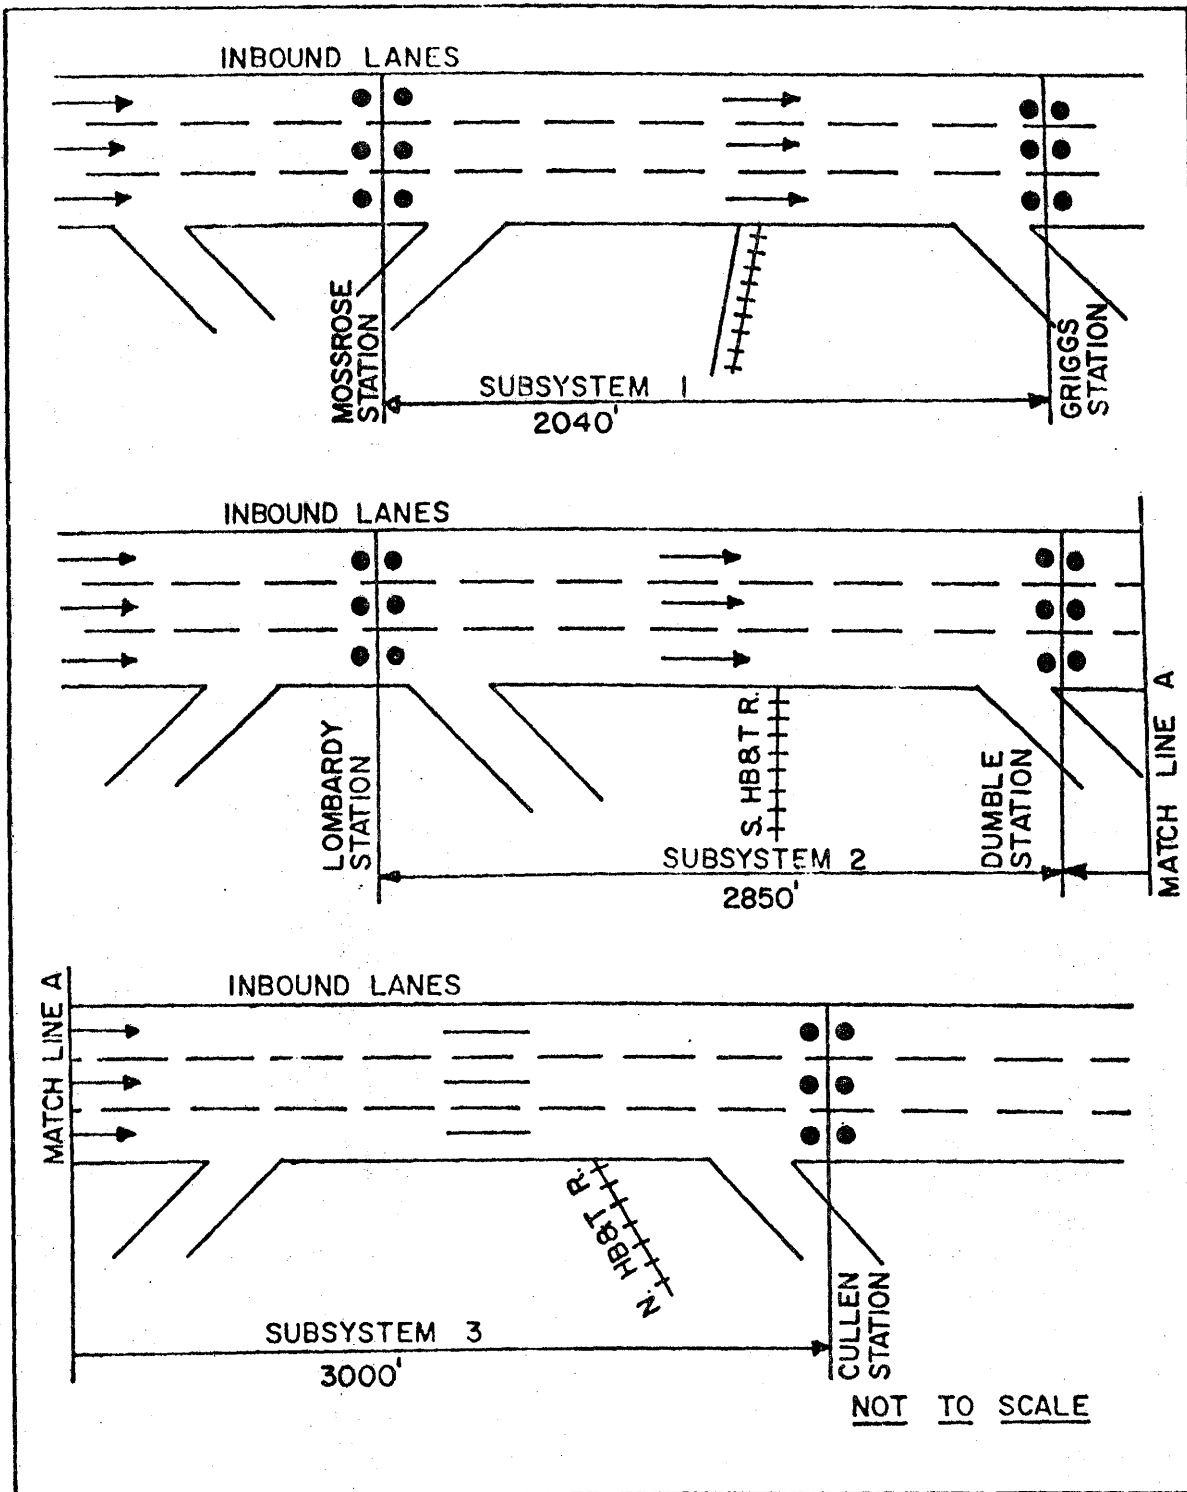 INBOUND LANES
MOSSROSE
STATION
SUBSYSTEM 1
2040'
GRIGGS
STATION
INBOUND LANES
LOMBARDY
STATION
S. HB&T R.
SUBSYSTEM 2
2850'
DUMBLE
STATION
MATCH LINE A
MATCH LINE A
INBOUND LANES
N. HB&T R.
SUBSYSTEM 3
3000'
CULLEN
STATION
NOT TO SCALE